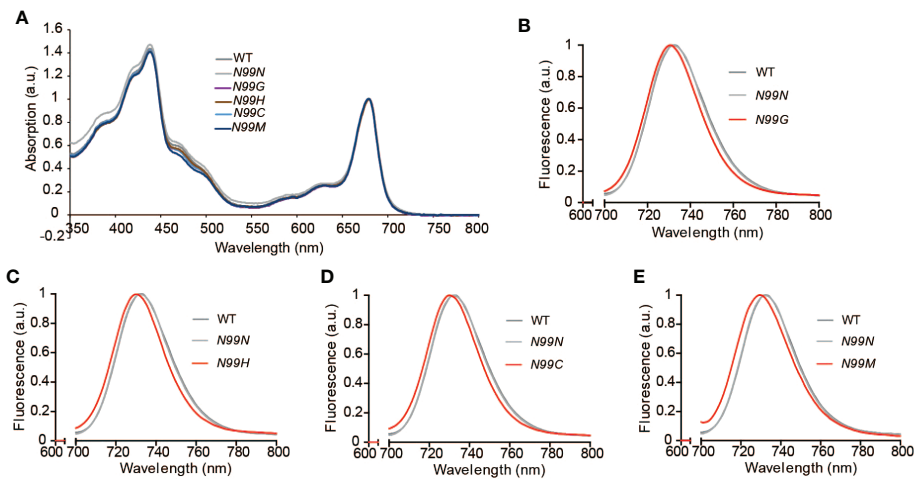 A
1.6
1.4
1.2
1
0.8
0.6
0.4
0.2
0
-0.2
350 400 450 500 550 600 650 700 750 800
Absorption (a.u.)
Wavelength (nm)
WT
N99N
N99G
N99H
N99C
N99M
B
1
0.8
0.6
0.4
0.2
0
600 700 720 740 760 780 800
Fluorescence (a.u.)
Wavelength (nm)
WT
N99N
N99G
C
1
0.8
0.6
0.4
0.2
0
600 700 720 740 760 780 800
Fluorescence (a.u.)
Wavelength (nm)
WT
N99N
N99H
D
1
0.8
0.6
0.4
0.2
0
600 700 720 740 760 780 800
Fluorescence (a.u.)
Wavelength (nm)
WT
N99N
N99C
E
1
0.8
0.6
0.4
0.2
0
600 700 720 740 760 780 800
Fluorescence (a.u.)
Wavelength (nm)
WT
N99N
N99M